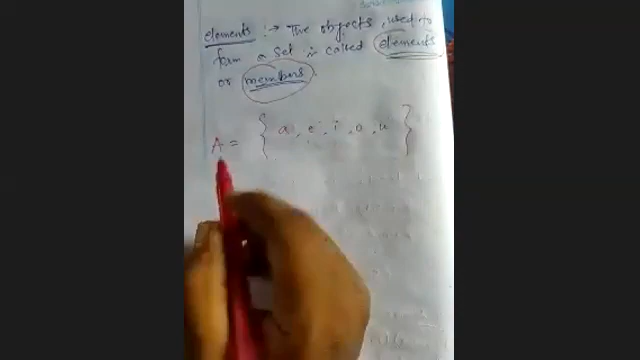 elements :→ The objects, used to
form a set is called elements
or members.
A = { a, e, i, o, u }